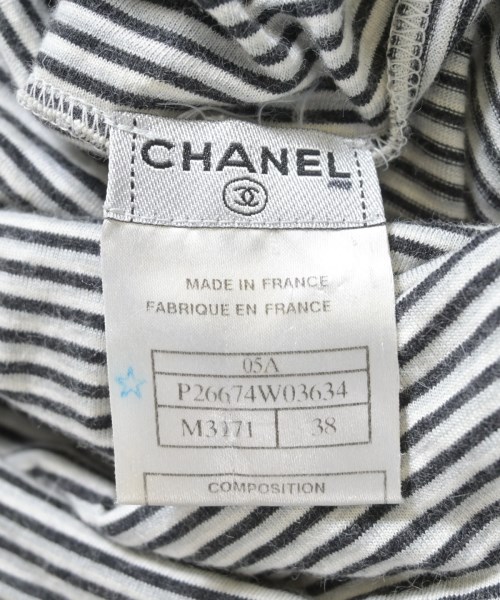 CHANEL
MADE IN FRANCE
FABRIQUE EN FRANCE
05A
P26674W03634
M3171 38
COMPOSITION